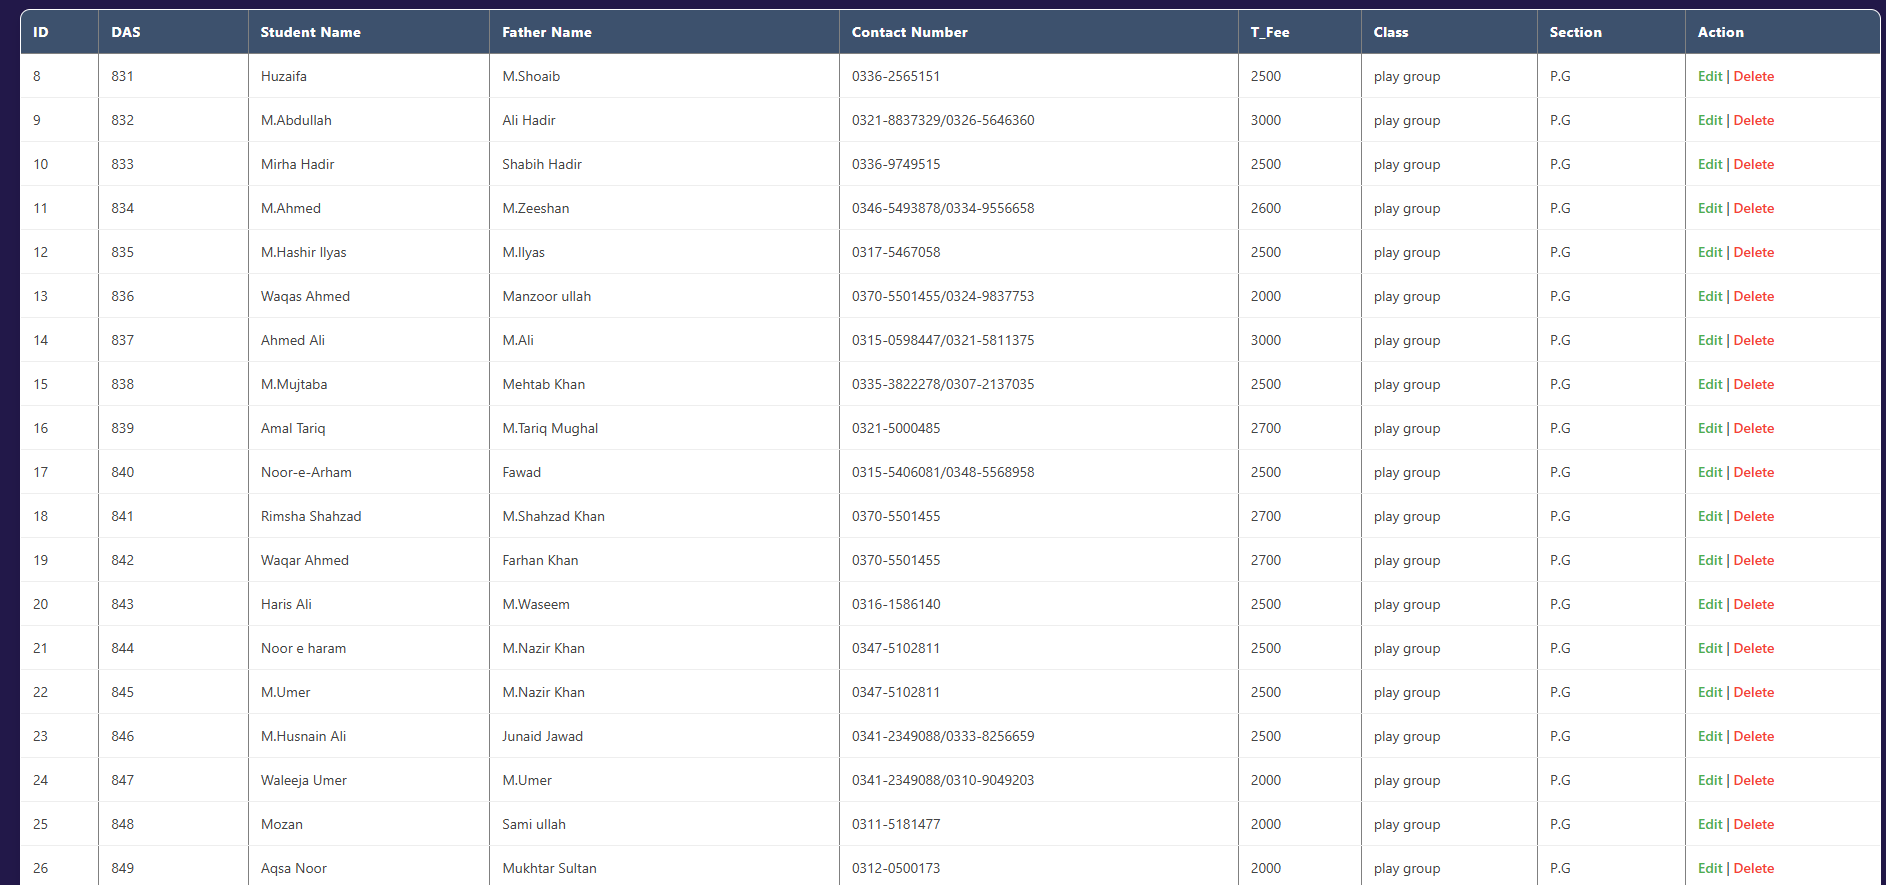 ID DAS Student Name Father Name Contact Number T_Fee Class Section Action
8 831 Huzaifa M.Shoaib 0336-2565151 2500 play group P.G Edit | Delete
9 832 M.Abdullah Ali Hadir 0321-8837329/0326-5646360 3000 play group P.G Edit | Delete
10 833 Mirha Hadir Shabih Hadir 0336-9749515 2500 play group P.G Edit | Delete
11 834 M.Ahmed M.Zeeshan 0346-5493878/0334-9556658 2600 play group P.G Edit | Delete
12 835 M.Hashir Ilyas M.Ilyas 0317-5467058 2500 play group P.G Edit | Delete
13 836 Waqas Ahmed Manzoor ullah 0370-5501455/0324-9837753 2000 play group P.G Edit | Delete
14 837 Ahmed Ali M.Ali 0315-0598447/0321-5811375 3000 play group P.G Edit | Delete
15 838 M.Mujtaba Mehtab Khan 0335-3822278/0307-2137035 2500 play group P.G Edit | Delete
16 839 Amal Tariq M.Tariq Mughal 0321-5000485 2700 play group P.G Edit | Delete
17 840 Noor-e-Arham Fawad 0315-5406081/0348-5568958 2500 play group P.G Edit | Delete
18 841 Rimsha Shahzad M.Shahzad Khan 0370-5501455 2700 play group P.G Edit | Delete
19 842 Waqar Ahmed Farhan Khan 0370-5501455 2700 play group P.G Edit | Delete
20 843 Haris Ali M.Waseem 0316-1586140 2500 play group P.G Edit | Delete
21 844 Noor e haram M.Nazir Khan 0347-5102811 2500 play group P.G Edit | Delete
22 845 M.Umer M.Nazir Khan 0347-5102811 2500 play group P.G Edit | Delete
23 846 M.Husnain Ali Junaid Jawad 0341-2349088/0333-8256659 2500 play group P.G Edit | Delete
24 847 Waleeja Umer M.Umer 0341-2349088/0310-9049203 2000 play group P.G Edit | Delete
25 848 Mozan Sami ullah 0311-5181477 2000 play group P.G Edit | Delete
26 849 Aqsa Noor Mukhtar Sultan 0312-0500173 2000 play group P.G Edit | Delete